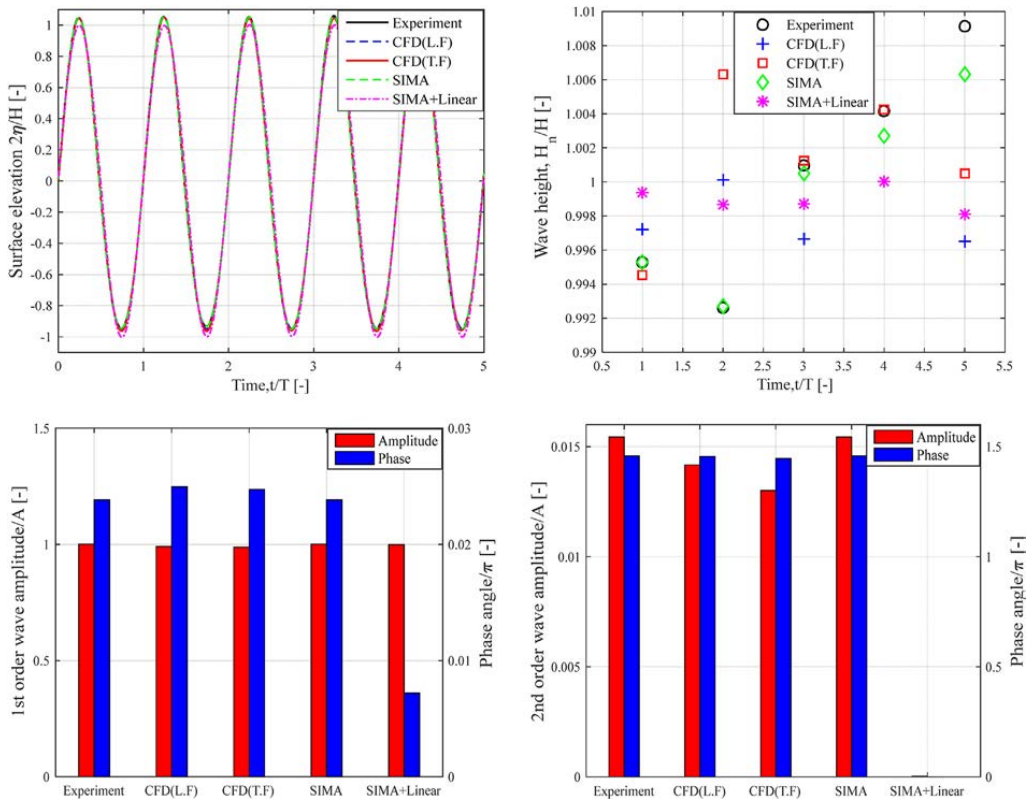 Surface elevation 2η/H [-]
1
0.8
0.6
0.4
0.2
0
-0.2
-0.4
-0.6
-0.8
-1
Experiment
CFD(L.F)
CFD(T.F)
SIMA
SIMA+Linear
0 1 2 3 4 5
Time,t/T [-]
Wave height, H_n/H [-]
1.01
1.008
1.006
1.004
1.002
1
0.998
0.996
0.994
0.992
0.99
Experiment
CFD(L.F)
CFD(T.F)
SIMA
SIMA+Linear
0.5 1 1.5 2 2.5 3 3.5 4 4.5 5 5.5
Time,t/T [-]
1st order wave amplitude/A [-]
1.5
1
0.5
0
Amplitude
Phase
0.03
0.02
0.01
0
Phase angle/π [-]
Experiment CFD(L.F) CFD(T.F) SIMA SIMA+Linear
2nd order wave amplitude/A [-]
0.015
0.01
0.005
0
Amplitude
Phase
1.5
1
0.5
0
Phase angle/π [-]
Experiment CFD(L.F) CFD(T.F) SIMA SIMA+Linear